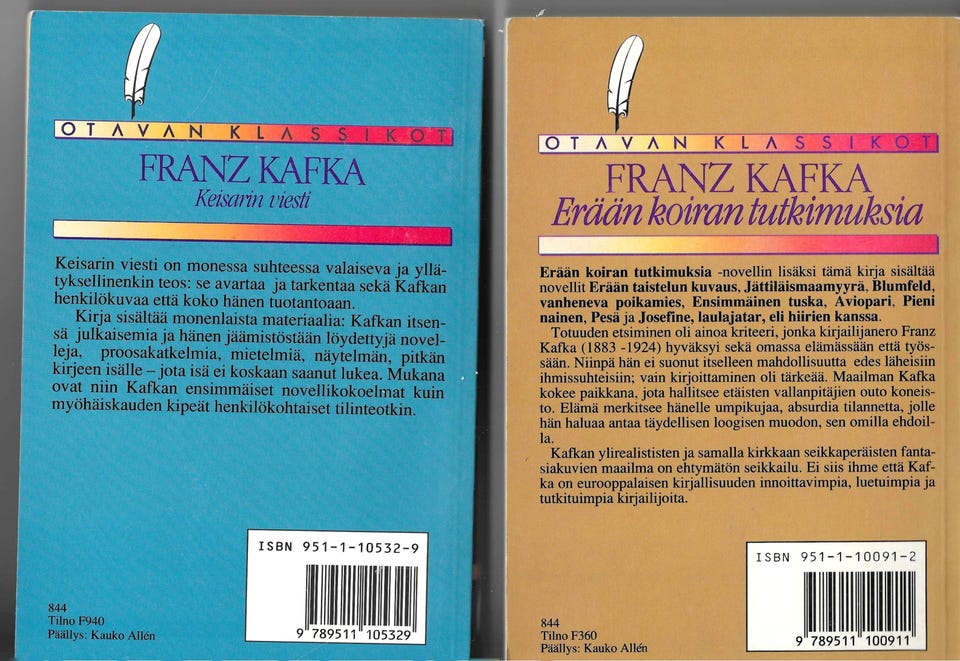 OTAVAN KLASSIKOT
FRANZ KAFKA
Keisarin viesti
Keisarin viesti on monessa suhteessa valaiseva ja yllä-
tyksellinenkin teos: se avartaa ja tarkentaa sekä Kafkan
henkilökuvaa että koko hänen tuotantoaan.
Kirja sisältää monenlaista materiaalia: Kafkan itsen-
sä julkaisemia ja hänen jäämistöstään löydettyjä novel-
leja, proosakatkelmia, mietelmiä, näytelmän, pitkän
kirjeen isälle – jota isä ei koskaan saanut lukea. Mukana
ovat niin Kafkan ensimmäiset novellikokoelmat kuin
myöhäiskauden kipeät henkilökohtaiset tilinteotkin.
ISBN 951-1-10532-9
9 789511 105329
844
Tilno F940
Päällys: Kauko Allén
OTAVAN KLASSIKOT
FRANZ KAFKA
Erään koiran tutkimuksia
Erään koiran tutkimuksia -novellin lisäksi tämä kirja sisältää
novellit Erään taistelun kuvaus, Jättiläismaamyyrä, Blumfeld,
vanheneva poikamies, Ensimmäinen tuska, Aviopari, Pieni
nainen, Pesä ja Josefine, laulajatar, eli hiirien kanssa.
Totuuden etsiminen oli ainoa kriteeri, jonka kirjailijanero Franz
Kafka (1883 -1924) hyväksyi sekä omassa elämässään että työs-
sään. Niinpä hän ei suonut itselleen mahdollisuutta edes läheisiin
ihmissuhteisiin; vain kirjoittaminen oli tärkeää. Maailman Kafka
kokee paikkana, jota hallitsee etäisten vallanpitäjien outo koneis-
to. Elämä merkitsee hänelle umpikujaa, absurdia tilannetta, jolle
hän haluaa antaa täydellisen loogisen muodon, sen omilla ehdoil-
la.
Kafkan ylirealististen ja samalla kirkkaan seikkaperäisten fanta-
siakuvien maailma on ehtymätön seikkailu. Ei siis ihme että Kaf-
ka on eurooppalaisen kirjallisuuden innoittavimpia, luetuimpia ja
tutkituimpia kirjailijoita.
ISBN 951-1-10091-2
9 789511 100911
844
Tilno F360
Päällys: Kauko Allén